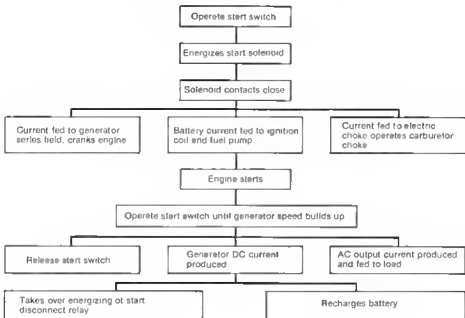 Operate start switch
Energizes start solenoid
Solenoid contacts close
Current fed to generator
series field, cranks engine
Battery current fed to ignition
coil and fuel pump
Current fed to electric
choke operates carburetor
choke
Engine starts
Operate start switch until generator speed builds up
Release start switch
Generator DC current
produced
AC output current produced
and fed to load
Takes over energizing of start
disconnect relay
Recharges battery